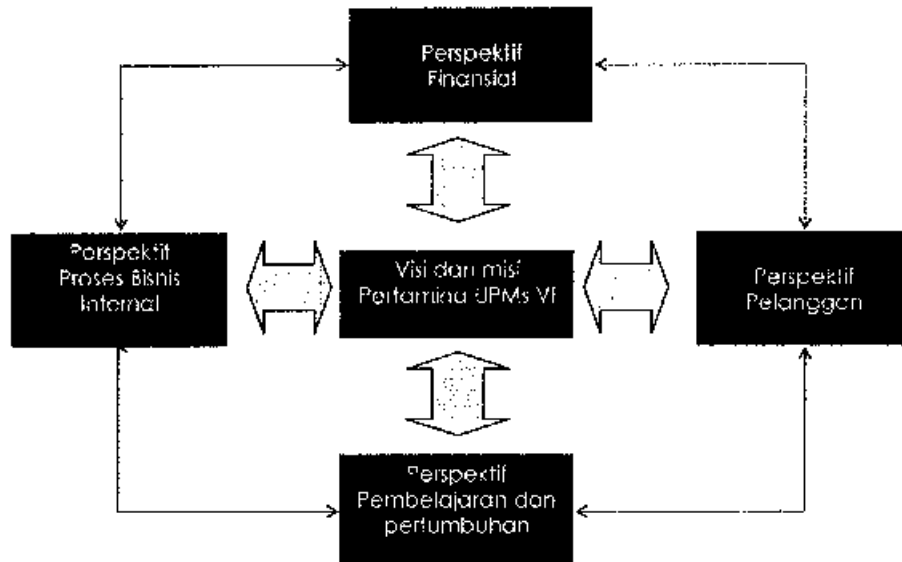 Perspektif
Finansial
Perspektif
Proses Bisnis
Internal
Visi dan misi
Pertamina UPMs VI
Perspektif
Pelanggan
Perspektif
Pembelajaran dan
pertumbuhan